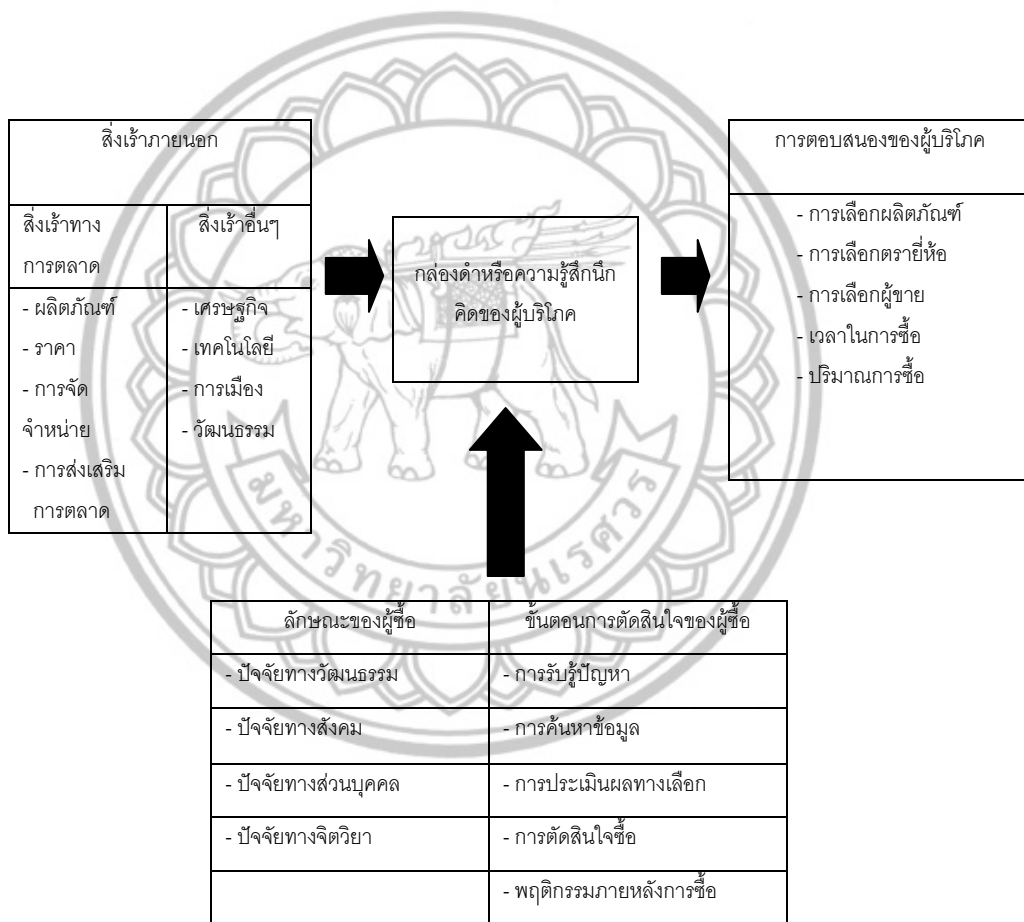 สิ่งเร้าภายนอก
สิ่งเร้าทาง
การตลาด
สิ่งเร้าอื่นๆ
- ผลิตภัณฑ์
- ราคา
- การจัด
จำหน่าย
- การส่งเสริม
การตลาด
- เศรษฐกิจ
- เทคโนโลยี
- การเมือง
- วัฒนธรรม
กล่องดำหรือความรู้สึกนึก
คิดของผู้บริโภค
การตอบสนองของผู้บริโภค
- การเลือกผลิตภัณฑ์
- การเลือกตรายี่ห้อ
- การเลือกผู้ขาย
- เวลาในการซื้อ
- ปริมาณการซื้อ
มหาวิทยาลัยนเรศวร
ลักษณะของผู้ซื้อ
ขั้นตอนการตัดสินใจของผู้ซื้อ
- ปัจจัยทางวัฒนธรรม
- การรับรู้ปัญหา
- ปัจจัยทางสังคม
- การค้นหาข้อมูล
- ปัจจัยทางส่วนบุคคล
- การประเมินผลทางเลือก
- ปัจจัยทางจิตวิยา
- การตัดสินใจซื้อ
- พฤติกรรมภายหลังการซื้อ